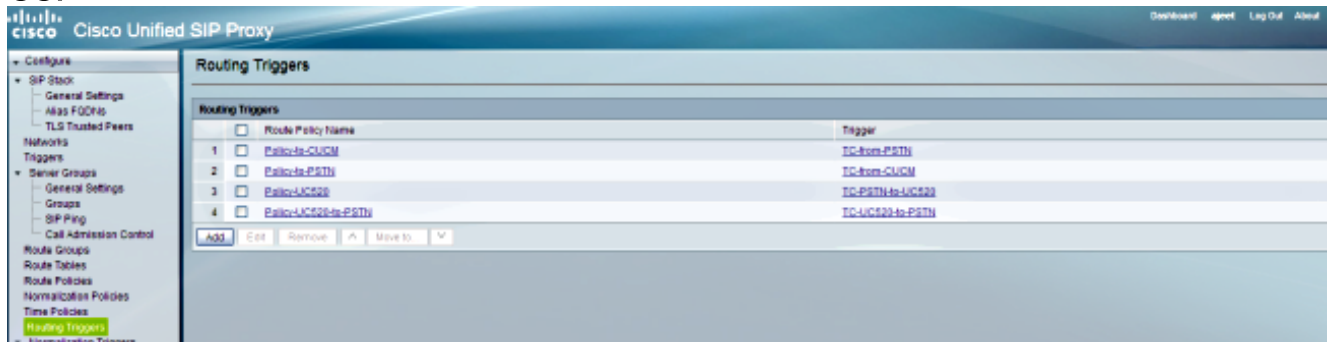 cisco Cisco Unified SIP Proxy
Dashboard ajeet Log Out About
Configure
SIP Stack
General Settings
Alias FQDNs
TLS Trusted Peers
Networks
Triggers
Server Groups
General Settings
Groups
SIP Ping
Call Admission Control
Route Groups
Route Tables
Route Policies
Normalization Policies
Time Policies
Routing Triggers
Normalization Triggers
Routing Triggers
Routing Triggers
Route Policy Name Trigger
1 Policy-to-CUCM TC-from-PSTN
2 Policy-to-PSTN TC-from-CUCM
3 Policy-UC520 TC-PSTN-to-UC520
4 Policy-UC520-to-PSTN TC-UC520-to-PSTN
Add Edit Remove Move to